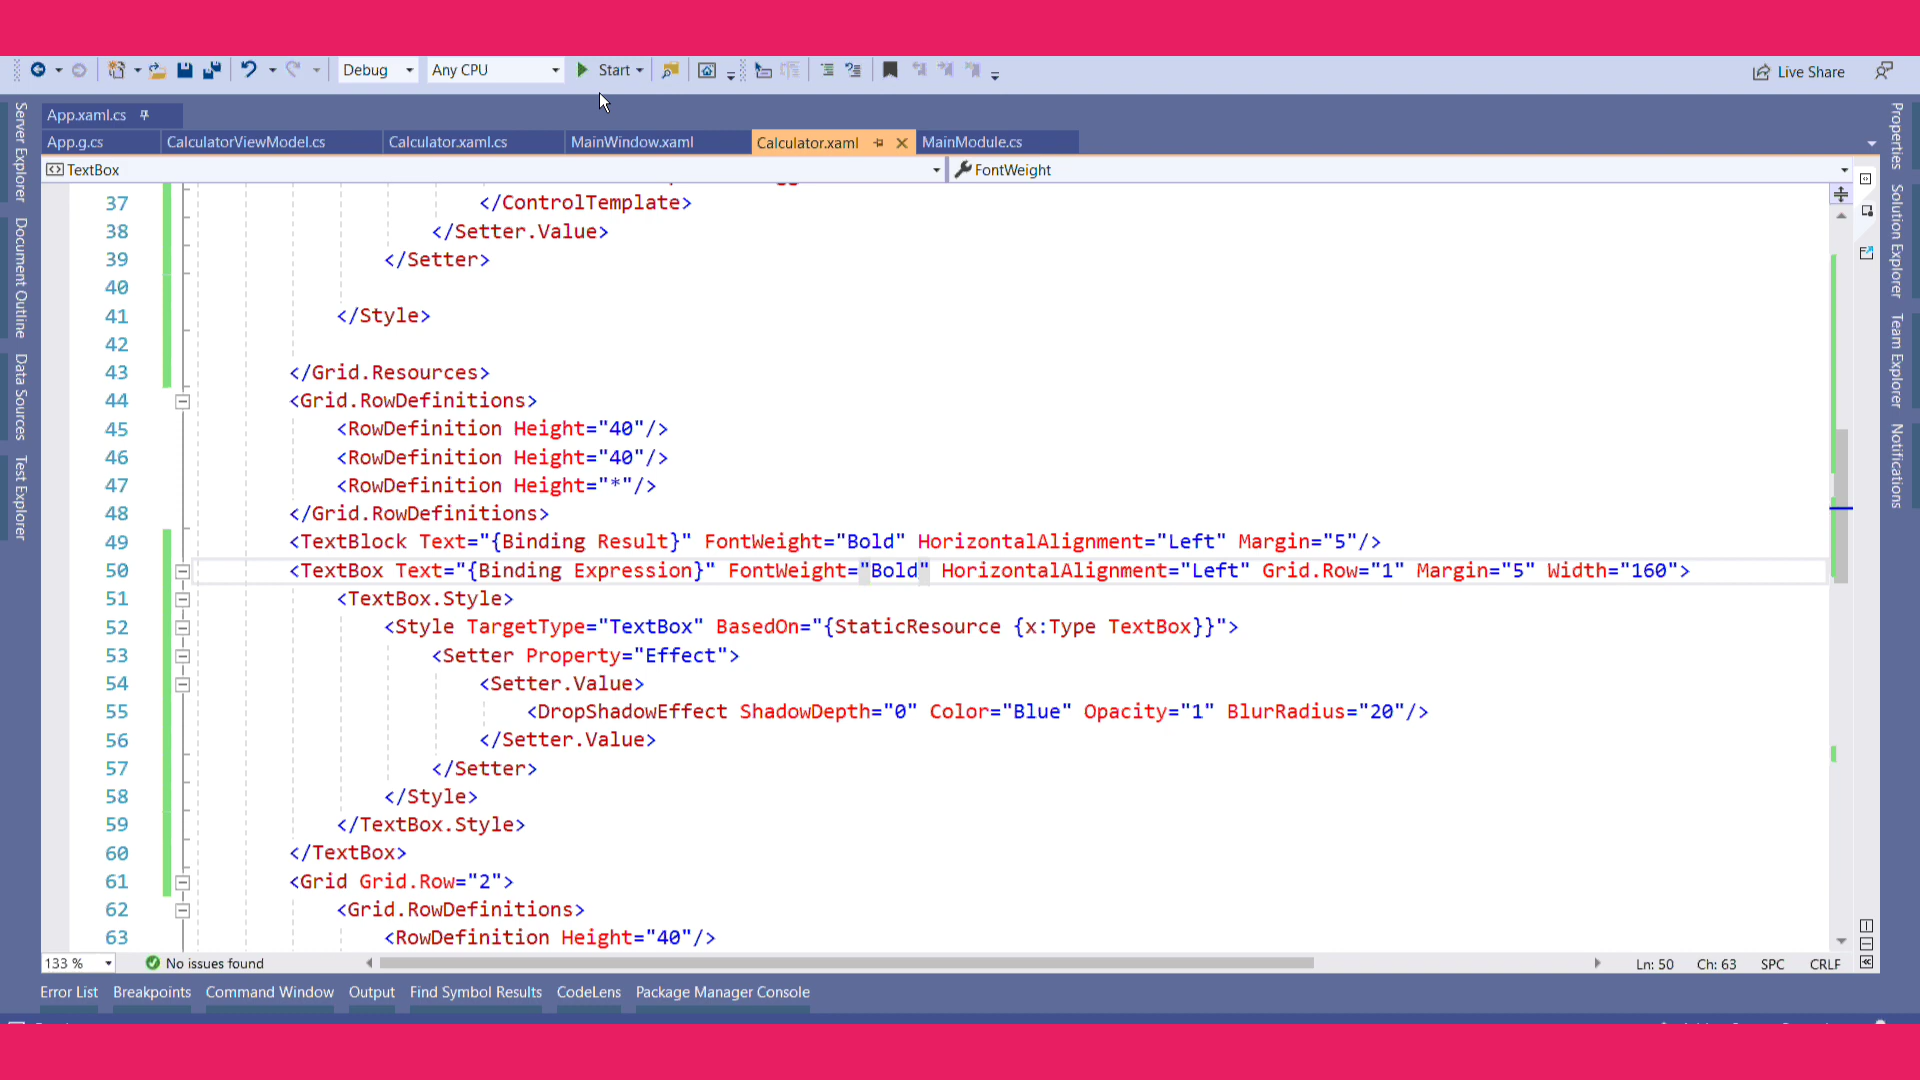 Debug Any CPU Start Live Share
App.xaml.cs
App.g.cs CalculatorViewModel.cs Calculator.xaml.cs MainWindow.xaml Calculator.xaml MainModule.cs
TextBox FontWeight
Server Explorer
Document Outline
Data Sources
Test Explorer
37 </ControlTemplate>
38 </Setter.Value>
39 </Setter>
40
41 </Style>
42
43 </Grid.Resources>
44 <Grid.RowDefinitions>
45 <RowDefinition Height="40"/>
46 <RowDefinition Height="40"/>
47 <RowDefinition Height="*"/>
48 </Grid.RowDefinitions>
49 <TextBlock Text="{Binding Result}" FontWeight="Bold" HorizontalAlignment="Left" Margin="5"/>
50 <TextBox Text="{Binding Expression}" FontWeight="Bold" HorizontalAlignment="Left" Grid.Row="1" Margin="5" Width="160">
51 <TextBox.Style>
52 <Style TargetType="TextBox" BasedOn="{StaticResource {x:Type TextBox}}">
53 <Setter Property="Effect">
54 <Setter.Value>
55 <DropShadowEffect ShadowDepth="0" Color="Blue" Opacity="1" BlurRadius="20"/>
56 </Setter.Value>
57 </Setter>
58 </Style>
59 </TextBox.Style>
60 </TextBox>
61 <Grid Grid.Row="2">
62 <Grid.RowDefinitions>
63 <RowDefinition Height="40"/>
Properties
Solution Explorer
Team Explorer
Notifications
133 % No issues found Ln: 50 Ch: 63 SPC CRLF
Error List Breakpoints Command Window Output Find Symbol Results CodeLens Package Manager Console